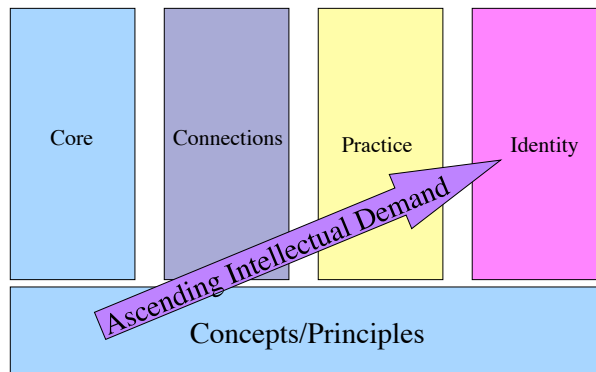 Core
Connections
Practice
Identity
Ascending Intellectual Demand
Concepts/Principles